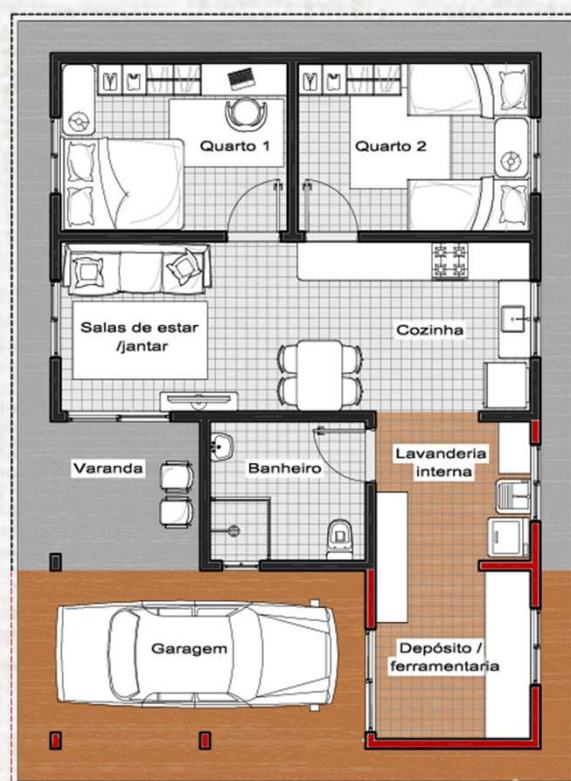 Quarto 1
Quarto 2
Salas de estar
/jantar
Cozinha
Varanda
Banheiro
Lavanderia
interna
Garagem
Depósito /
ferramentaria